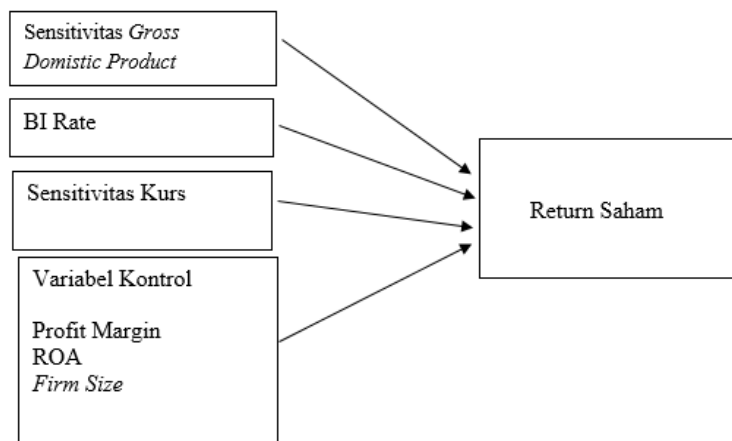 Sensitivitas Gross
Domistic Product
BI Rate
Sensitivitas Kurs
Variabel Kontrol
Profit Margin
ROA
Firm Size
Return Saham